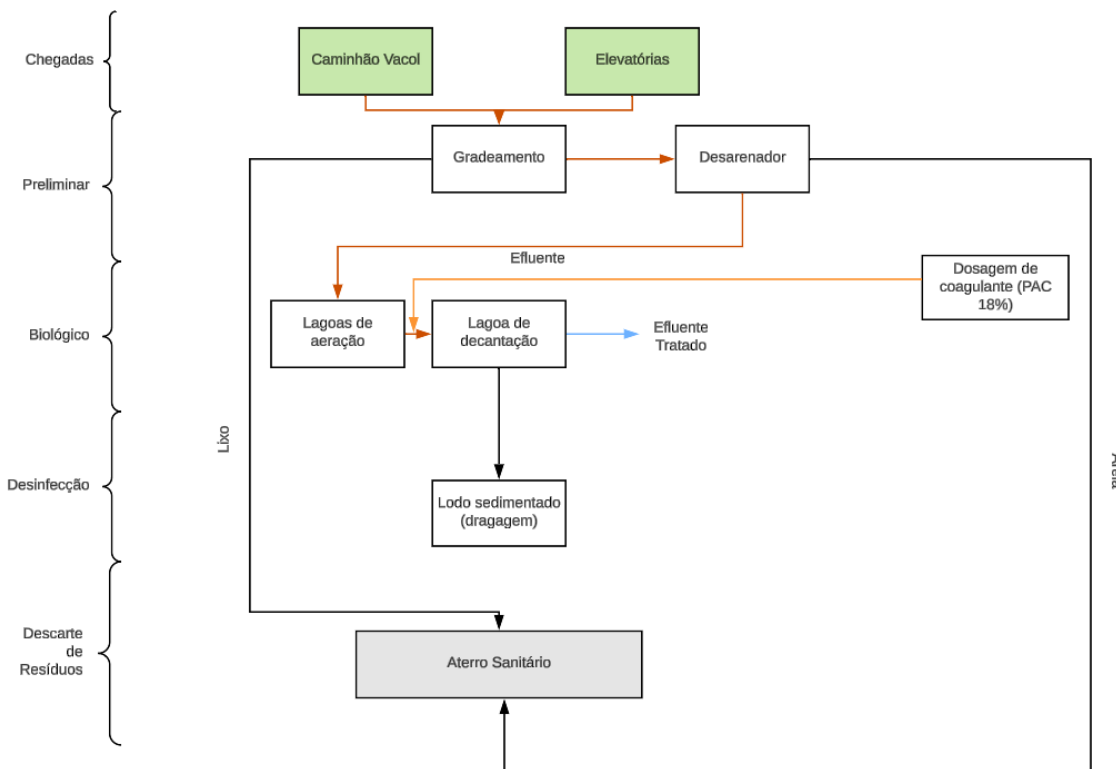 Chegadas
Caminhão Vacol
Elevatórias
Gradeamento
Desarenador
Preliminar
Efluente
Dosagem de
coagulante (PAC
18%)
Lagoas de
aeração
Lagoa de
decantação
Efluente
Tratado
Biológico
Lixo
Desinfecção
Lodo sedimentado
(dragagem)
Descarte
de
Resíduos
Aterro Sanitário